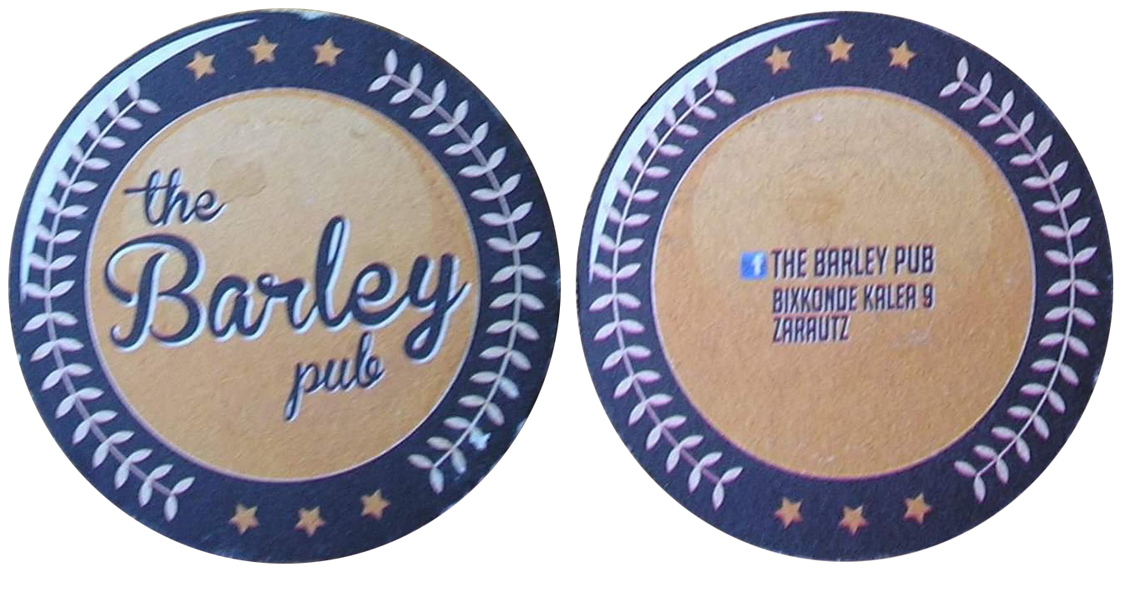 the
Barley
pub
f THE BARLEY PUB
BIXKONDE KALEA 9
ZARAUTZ